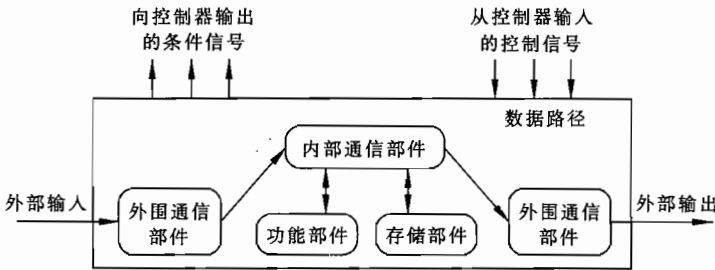 向控制器输出
的条件信号
从控制器输入
的控制信号
数据路径
内部通信部件
外部输入
外围通信
部件
功能部件
存储部件
外围通信
部件
外部输出